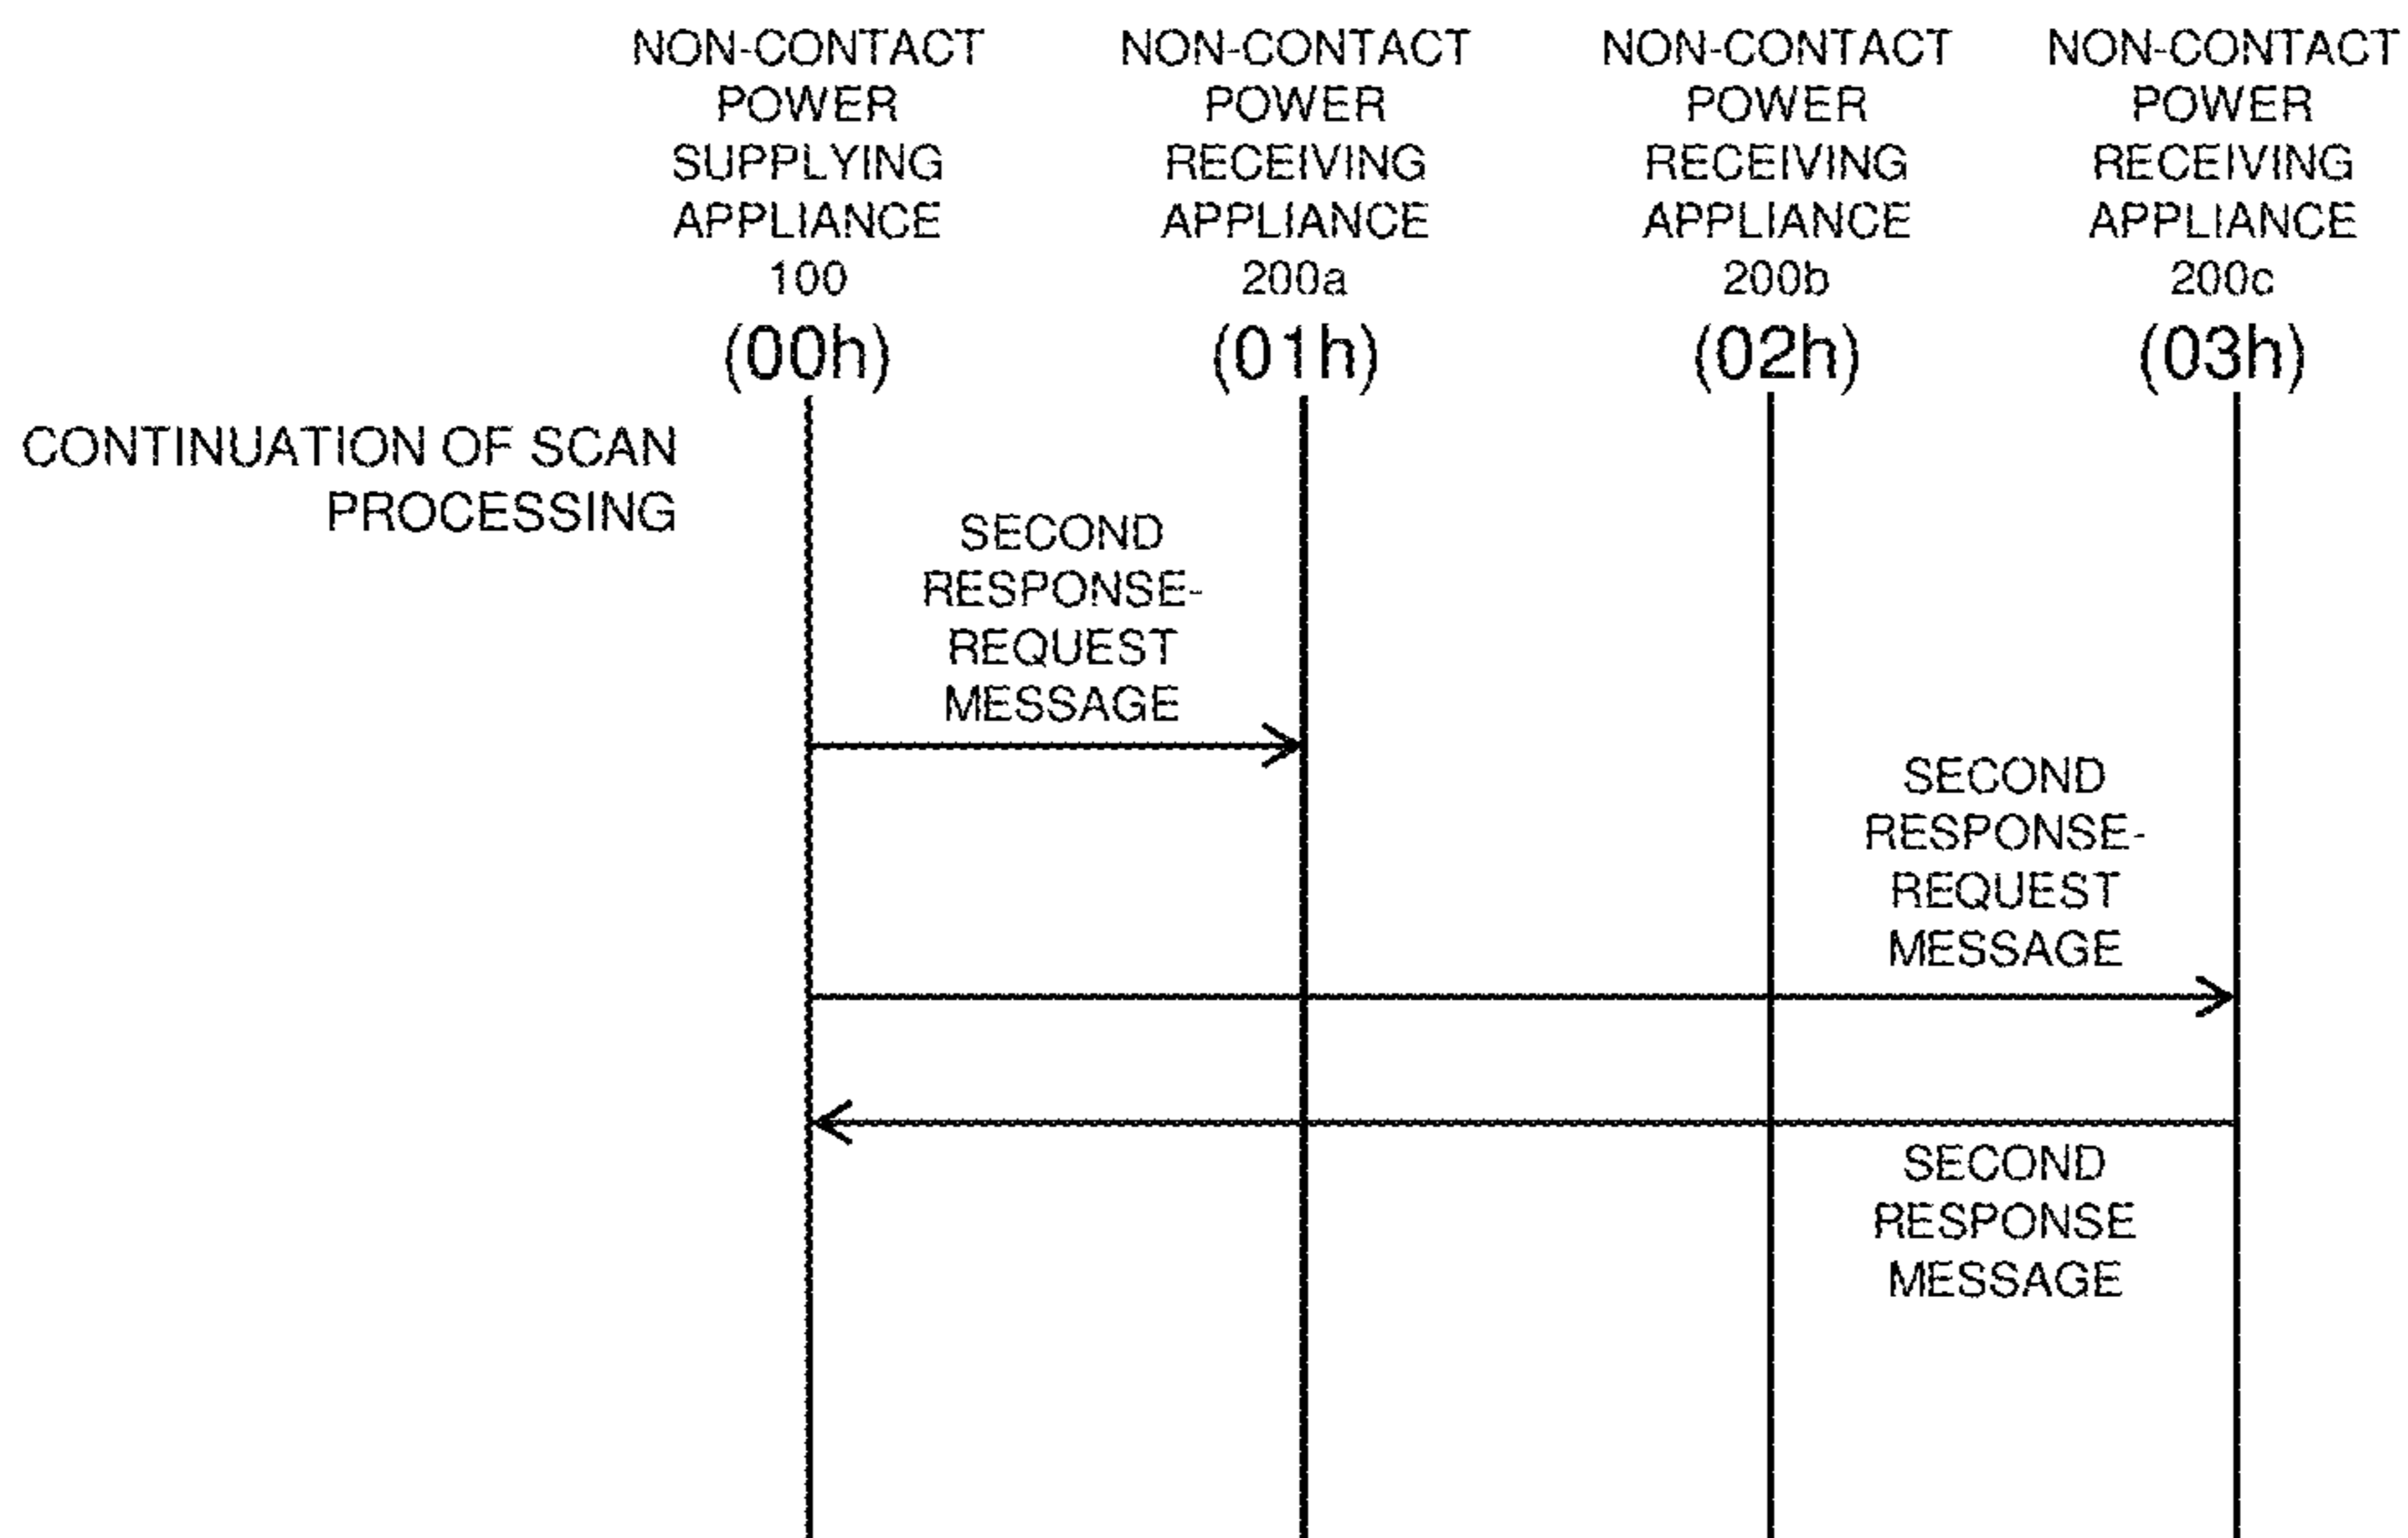 NON-CONTACT
POWER
SUPPLYING
APPLIANCE
100
(00h)
NON-CONTACT
POWER
RECEIVING
APPLIANCE
200a
(01h)
NON-CONTACT
POWER
RECEIVING
APPLIANCE
200b
(02h)
NON-CONTACT
POWER
RECEIVING
APPLIANCE
200c
(03h)
CONTINUATION OF SCAN
PROCESSING
SECOND
RESPONSE-
REQUEST
MESSAGE
SECOND
RESPONSE-
REQUEST
MESSAGE
SECOND
RESPONSE
MESSAGE